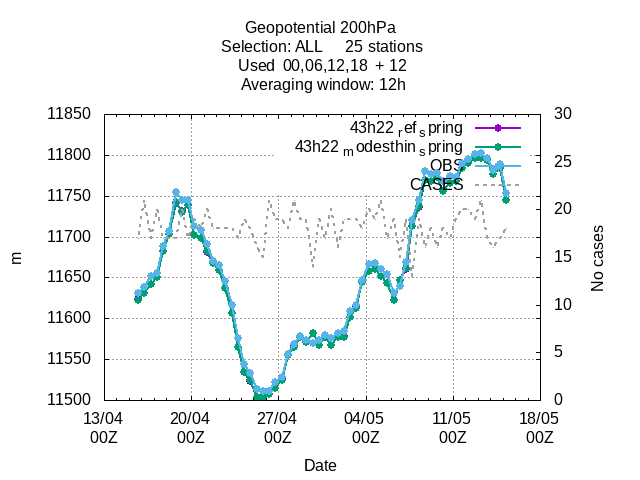 Geopotential 200hPa
Selection: ALL 25 stations
Used 00,06,12,18 + 12
Averaging window: 12h
43h22 ref spring
43h22 modesthin spring
OBS
CASES
11850
11800
11750
11700
11650
11600
11550
11500
m
30
25
20
15
10
5
0
No cases
13/04 20/04 27/04 04/05 11/05 18/05
00Z 00Z 00Z 00Z 00Z 00Z
Date